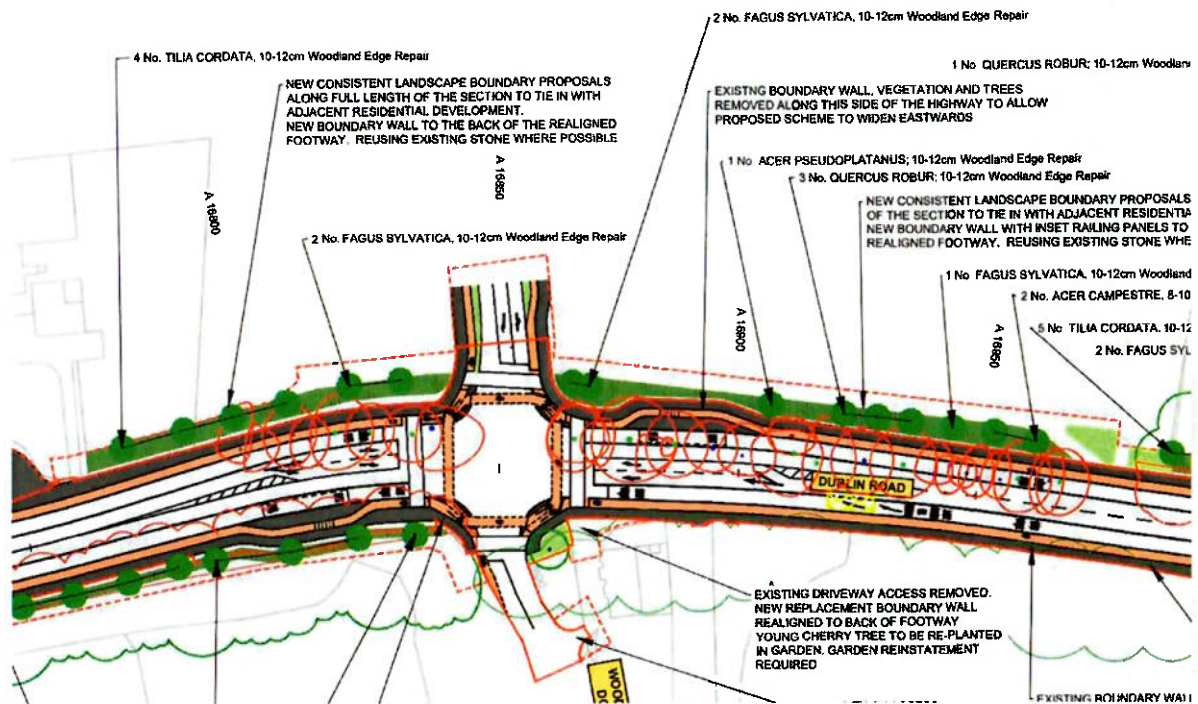 2 No. FAGUS SYLVATICA, 10-12cm Woodland Edge Repair
4 No. TILIA CORDATA, 10-12cm Woodland Edge Repair
1 No QUERCUS ROBUR; 10-12cm Woodlan
NEW CONSISTENT LANDSCAPE BOUNDARY PROPOSALS
ALONG FULL LENGTH OF THE SECTION TO TIE IN WITH
ADJACENT RESIDENTIAL DEVELOPMENT.
NEW BOUNDARY WALL TO THE BACK OF THE REALIGNED
FOOTWAY. REUSING EXISTING STONE WHERE POSSIBLE
EXISTNG BOUNDARY WALL, VEGETATION AND TREES
REMOVED ALONG THIS SIDE OF THE HIGHWAY TO ALLOW
PROPOSED SCHEME TO WIDEN EASTWARDS
1 No. ACER PSEUDOPLATANUS; 10-12cm Woodland Edge Repair
3 No. QUERCUS ROBUR; 10-12cm Woodland Edge Repair
A 16800
A 16850
NEW CONSISTENT LANDSCAPE BOUNDARY PROPOSALS
OF THE SECTION TO TIE IN WITH ADJACENT RESIDENTIA
NEW BOUNDARY WALL WITH INSET RAILING PANELS TO
REALIGNED FOOTWAY. REUSING EXISTING STONE WHE
2 No. FAGUS SYLVATICA, 10-12cm Woodland Edge Repair
1 No FAGUS SYLVATICA, 10-12cm Woodland
2 No. ACER CAMPESTRE, 8-10
A 16900
A 16950
5 No TILIA CORDATA. 10-12
2 No. FAGUS SYL
DUBLIN ROAD
EXISTING DRIVEWAY ACCESS REMOVED.
NEW REPLACEMENT BOUNDARY WALL
REALIGNED TO BACK OF FOOTWAY
YOUNG CHERRY TREE TO BE RE-PLANTED
IN GARDEN. GARDEN REINSTATEMENT
REQUIRED
EXISTING BOUNDARY WALL